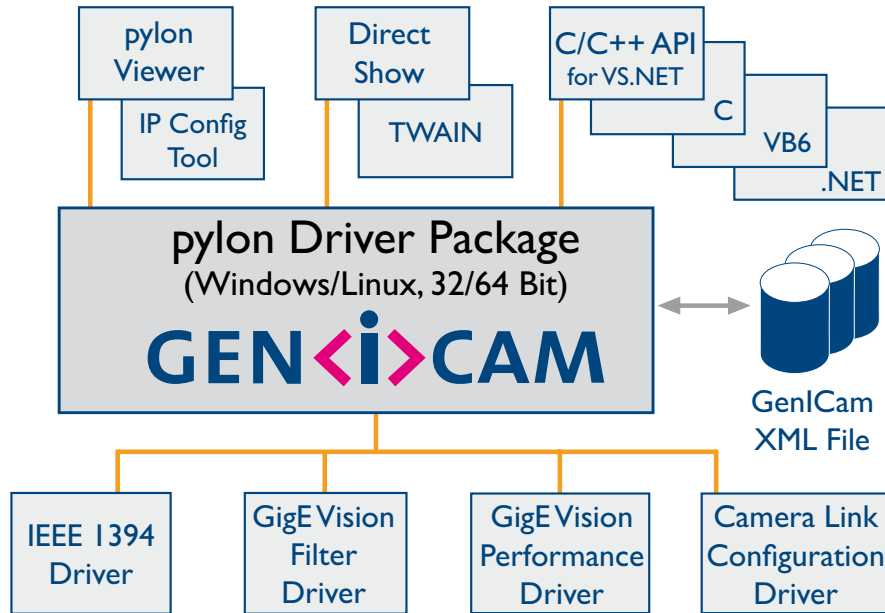 pylon
Viewer
IP Config
Tool
Direct
Show
TWAIN
C/C++ API
for VS.NET
C
VB6
.NET
pylon Driver Package
(Windows/Linux, 32/64 Bit)
GEN<i>CAM
GenICam
XML File
IEEE 1394
Driver
GigE Vision
Filter
Driver
GigE Vision
Performance
Driver
Camera Link
Configuration
Driver